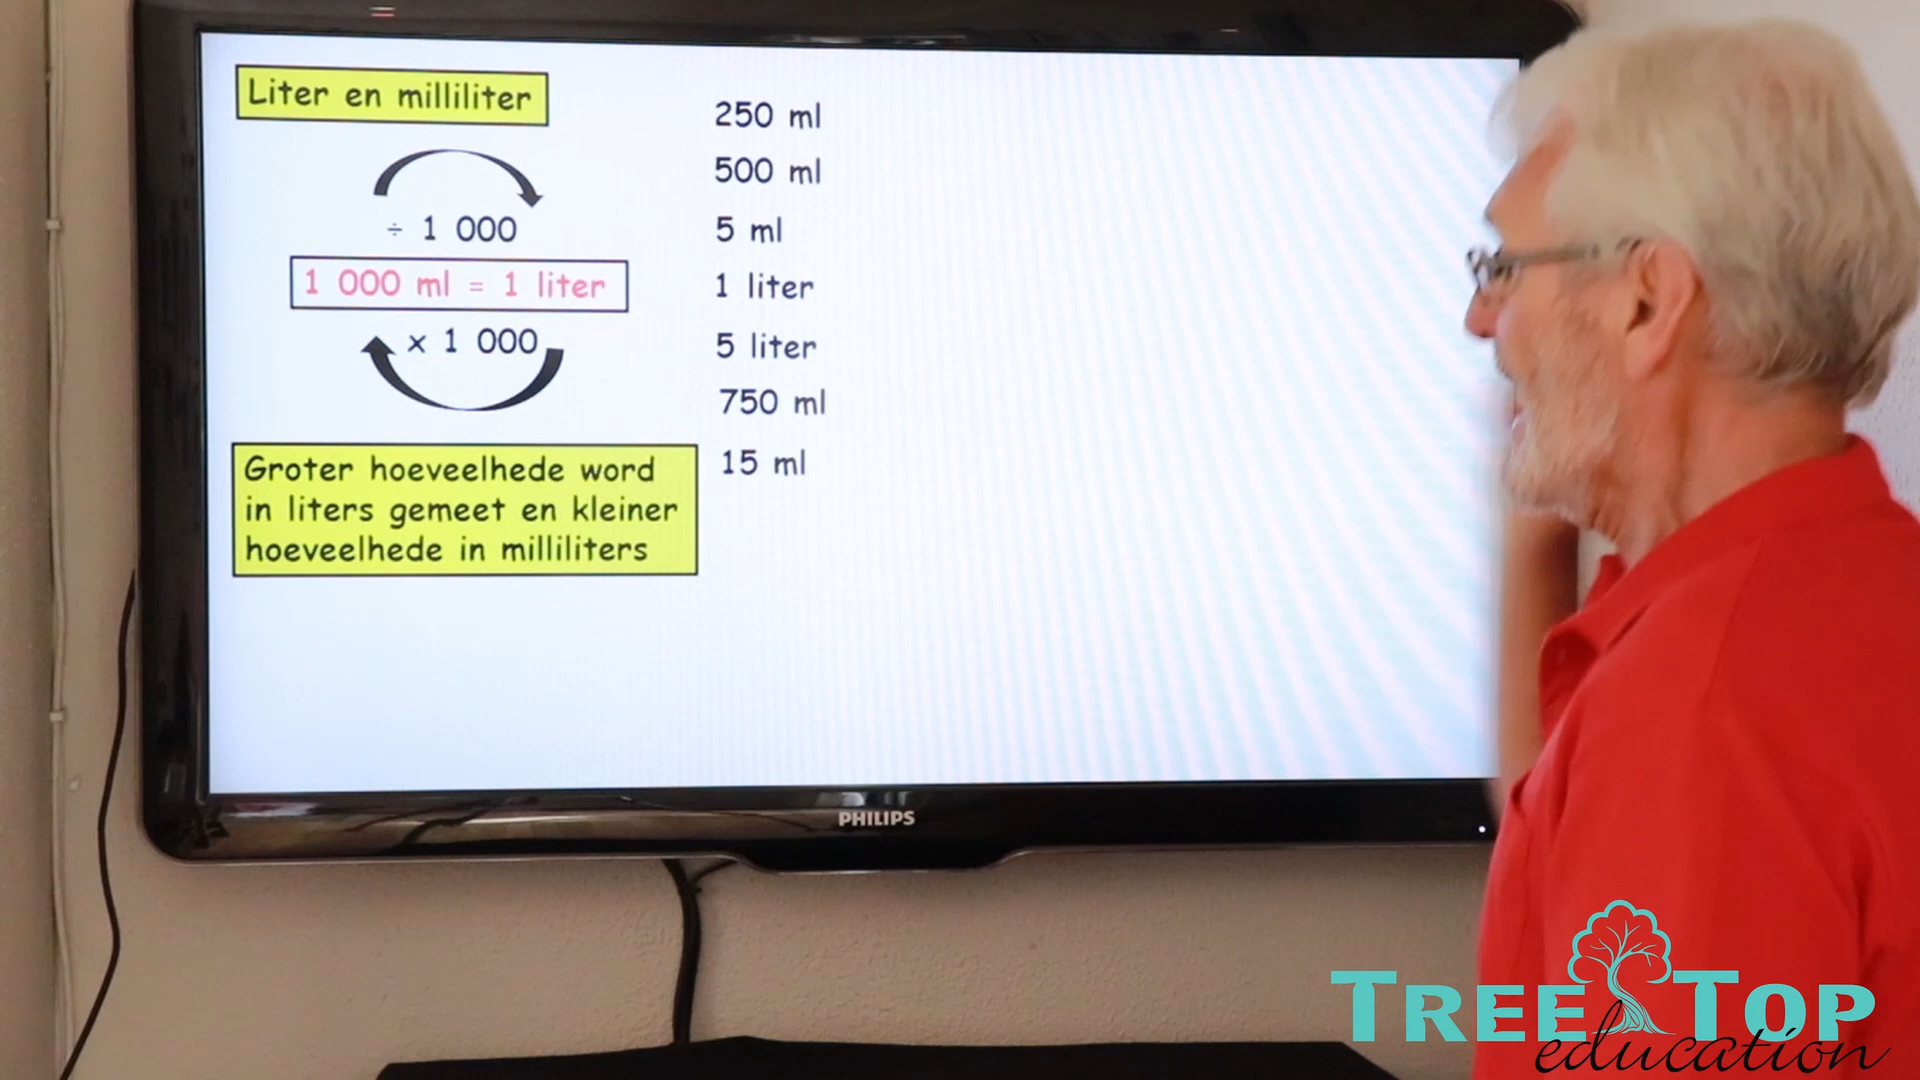 Liter en milliliter
÷ 1 000
1 000 ml = 1 liter
x 1 000
Groter hoeveelhede word
in liters gemeet en kleiner
hoeveelhede in milliliters
250 ml
500 ml
5 ml
1 liter
5 liter
750 ml
15 ml
PHILIPS
TREE TOP
education